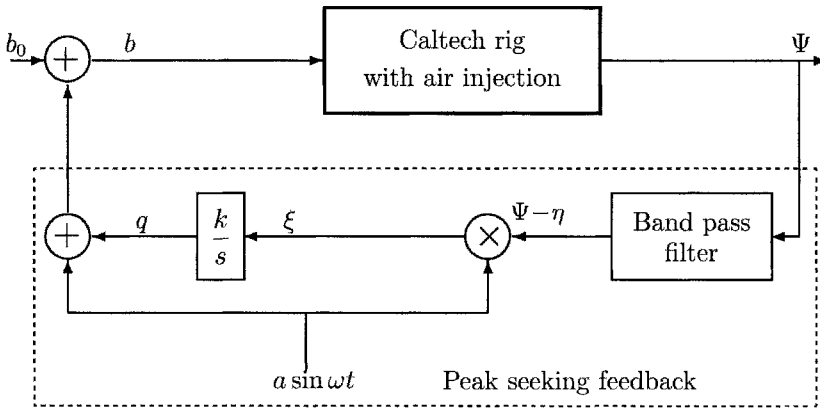 b₀
+
b
Caltech rig
with air injection
Ψ
+
q
k
s
ξ
×
Ψ−η
Band pass
filter
a sin ωt
Peak seeking feedback